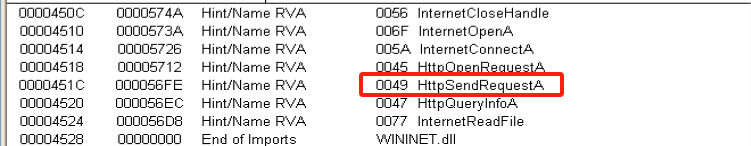 0000450C 0000574A Hint/Name RVA 0056 InternetCloseHandle
00004510 0000573A Hint/Name RVA 006F InternetOpenA
00004514 00005726 Hint/Name RVA 005A InternetConnectA
00004518 00005712 Hint/Name RVA 0045 HttpOpenRequestA
0000451C 000056FE Hint/Name RVA 0049 HttpSendRequestA
00004520 000056EC Hint/Name RVA 0047 HttpQueryInfoA
00004524 000056D8 Hint/Name RVA 0077 InternetReadFile
00004528 00000000 End of Imports WININET.dll